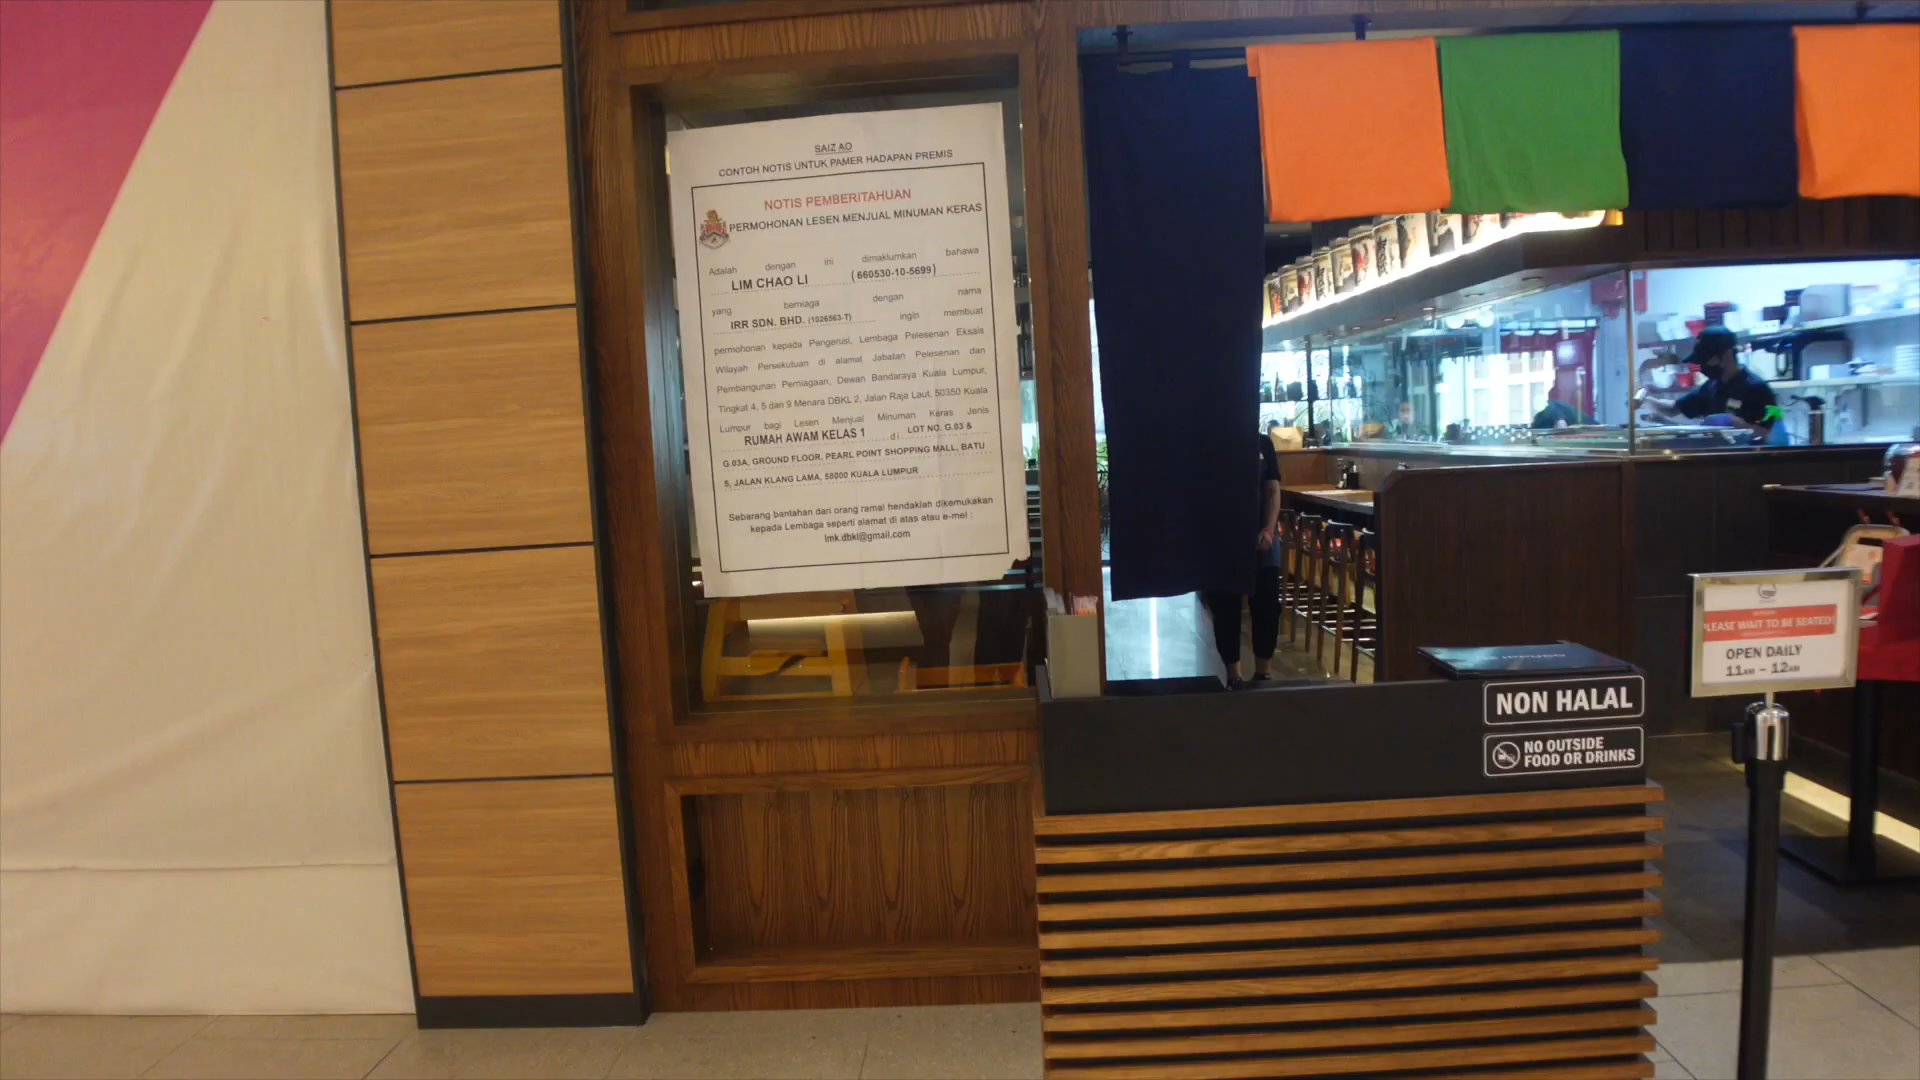 SAIZ AO
CONTOH NOTIS UNTUK PAMER HADAPAN PREMIS
NOTIS PEMBERITAHUAN
PERMOHONAN LESEN MENJUAL MINUMAN KERAS
Adalah dengan ini dimaklumkan bahawa
LIM CHAO LI (660530-10-5699)
yang berniaga dengan nama
IRR SDN. BHD. (1026563-T) ingin membuat
permohonan kepada Pengerusi, Lembaga Pelesenan Eksais
Wilayah Persekutuan di alamat Jabatan Pelesenan dan
Pembangunan Perniagaan, Dewan Bandaraya Kuala Lumpur,
Tingkat 4, 5 dan 9 Menara DBKL 2, Jalan Raja Laut, 50350 Kuala
Lumpur bagi Lesen Menjual Minuman Keras Jenis
RUMAH AWAM KELAS 1 di LOT NO. G.03 &
G.03A, GROUND FLOOR, PEARL POINT SHOPPING MALL, BATU
5, JALAN KLANG LAMA, 58000 KUALA LUMPUR
Sebarang bantahan dari orang ramai hendaklah dikemukakan
kepada Lembaga seperti alamat di atas atau e-mel :
lmk.dbkl@gmail.com
NON HALAL
NO OUTSIDE
FOOD OR DRINKS
PLEASE WAIT TO BE SEATED!
OPEN DAILY
11AM – 12AM